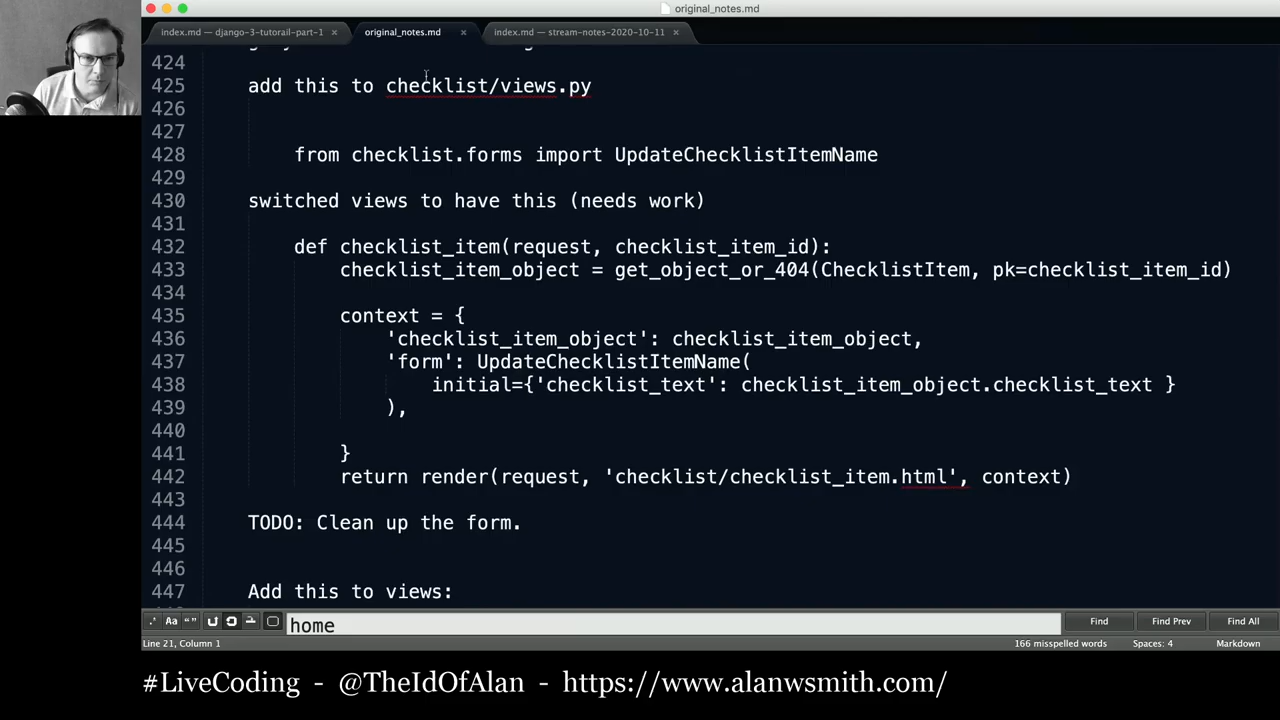 original_notes.md
index.md — django-3-tutorail-part-1 ×
original_notes.md ×
index.md — stream-notes-2020-10-11 ×
424
425 add this to checklist/views.py
426
427
428 from checklist.forms import UpdateChecklistItemName
429
430 switched views to have this (needs work)
431
432 def checklist_item(request, checklist_item_id):
433 checklist_item_object = get_object_or_404(ChecklistItem, pk=checklist_item_id)
434
435 context = {
436 'checklist_item_object': checklist_item_object,
437 'form': UpdateChecklistItemName(
438 initial={'checklist_text': checklist_item_object.checklist_text }
439 ),
440
441 }
442 return render(request, 'checklist/checklist_item.html', context)
443
444 TODO: Clean up the form.
445
446
447 Add this to views:
.* Aa “” home Find Find Prev Find All
Line 21, Column 1 166 misspelled words Spaces: 4 Markdown
#LiveCoding - @TheIdOfAlan - https://www.alanwsmith.com/